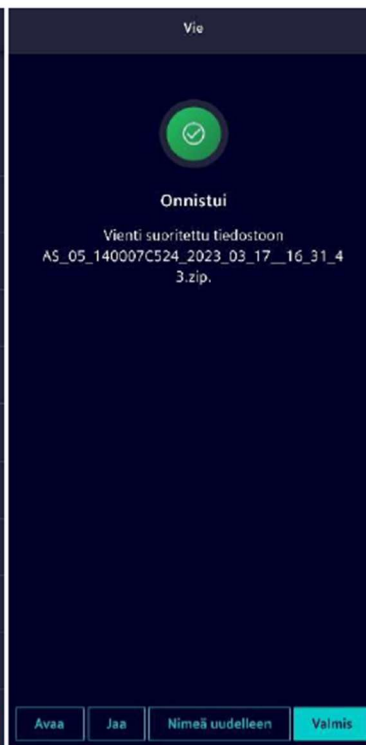 Vie
Onnistui
Vienti suoritettu tiedostoon
AS_05_140007C524_2023_03_17__16_31_4
3.zip.
Avaa
Jaa
Nimeä uudelleen
Valmis